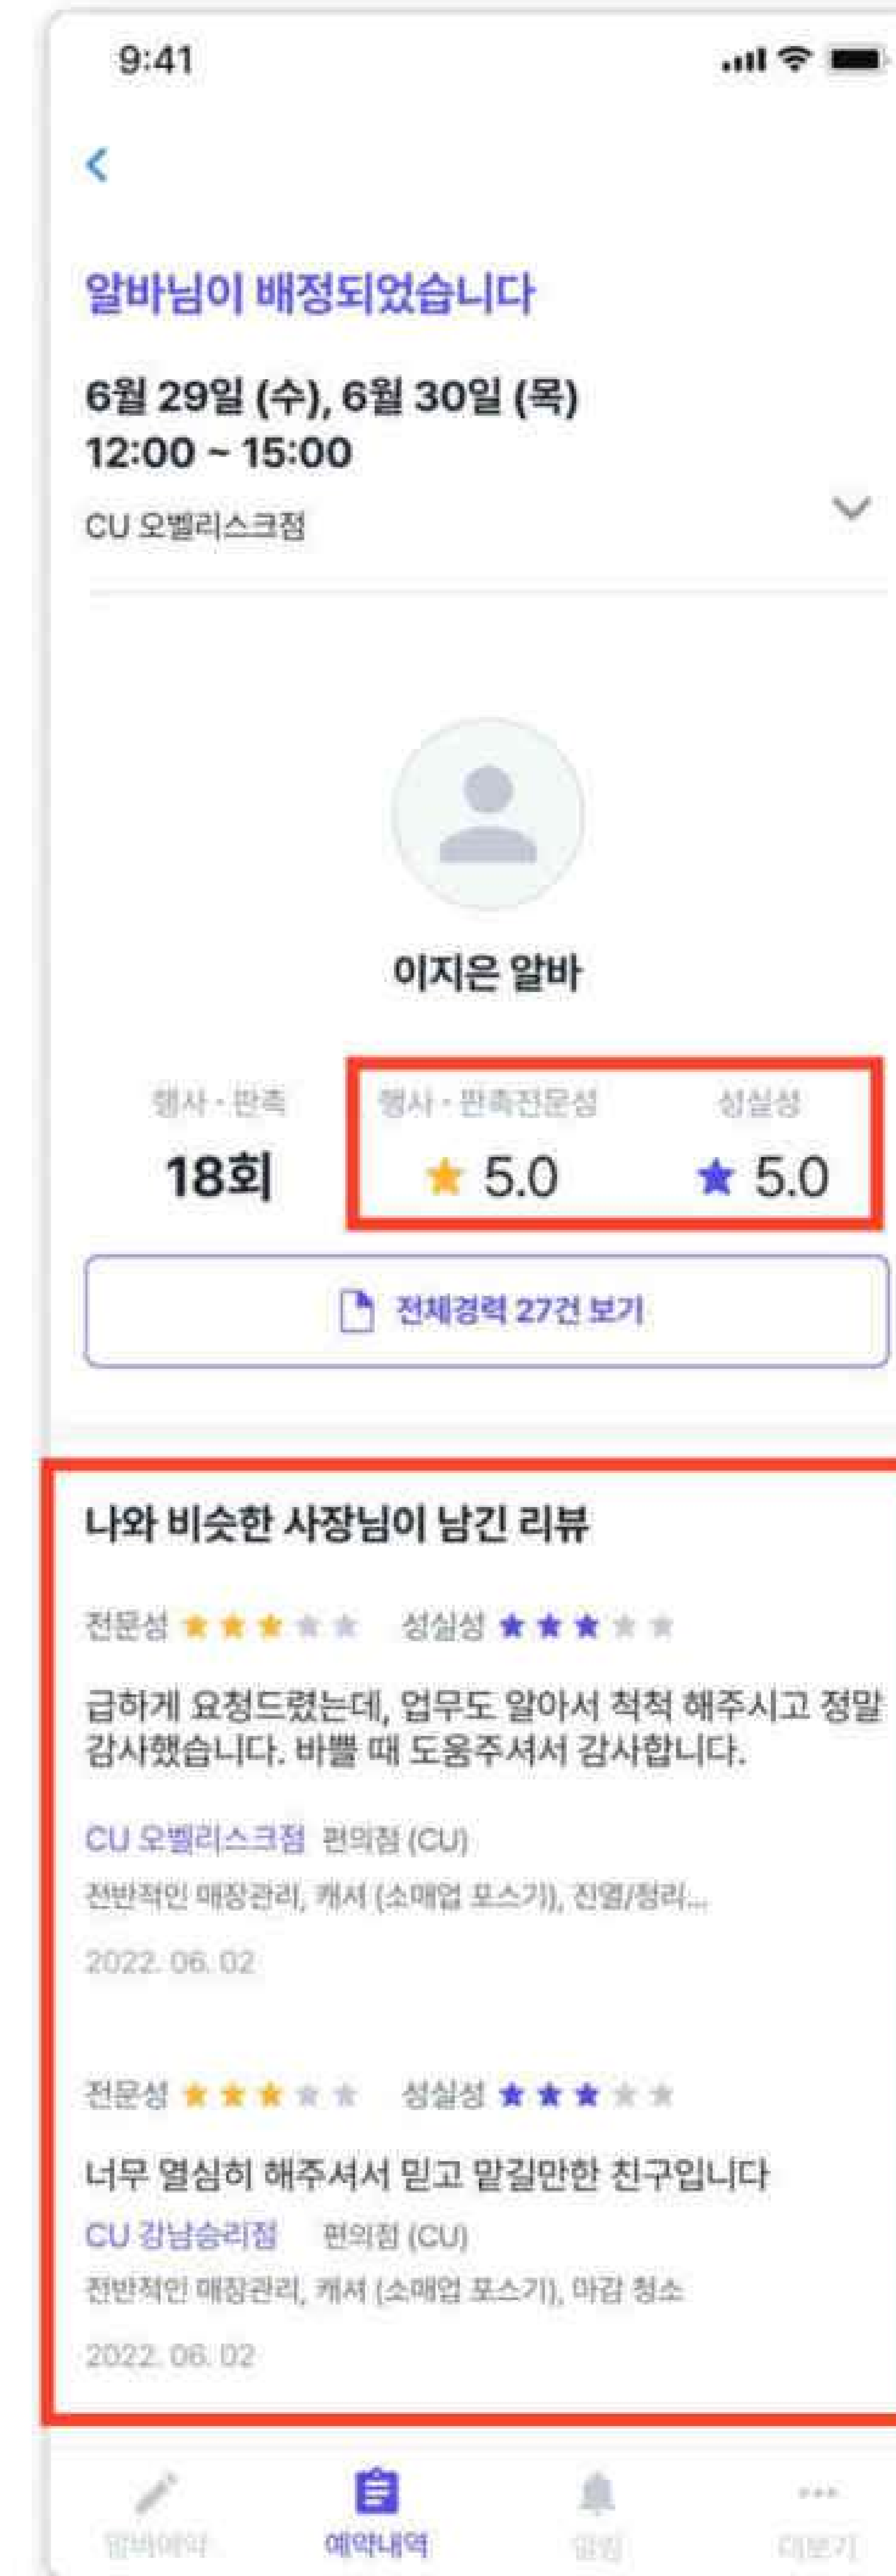 9:41
알바님이 배정되었습니다
6월 29일 (수), 6월 30일 (목)
12:00 ~ 15:00
CU 오벨리스크점
이지은 알바
행사 · 판촉
행사 · 판촉전문성
성실성
18회
5.0
5.0
전체경력 27건 보기
나와 비슷한 사장님이 남긴 리뷰
전문성 성실성
급하게 요청드렸는데, 업무도 알아서 척척 해주시고 정말
감사했습니다. 바쁠 때 도움주셔서 감사합니다.
CU 오벨리스크점 편의점 (CU)
전반적인 매장관리, 캐셔 (소매업 포스기), 진열/정리...
2022. 06. 02
전문성 성실성
너무 열심히 해주셔서 믿고 맡길만한 친구입니다
CU 강남승리점 편의점 (CU)
전반적인 매장관리, 캐셔 (소매업 포스기), 마감 청소
2022. 06. 02
알바예약
예약내역
알림
더보기